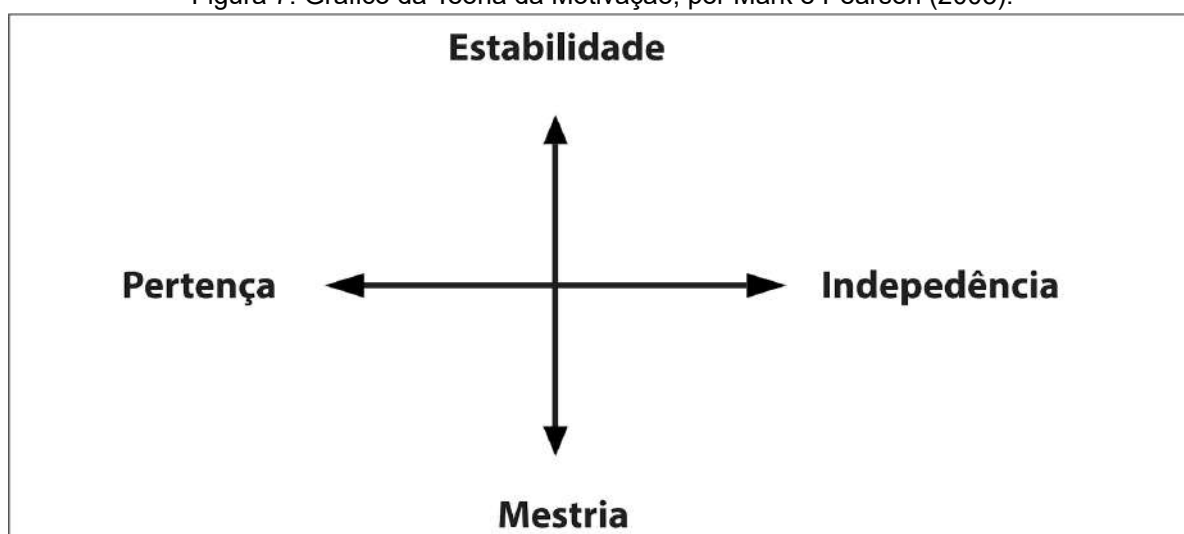 Figura 7: Gráfico da Teoria da Motivação, por Mark e Pearson
Estabilidade
Pertença
Indepedência
Mestria